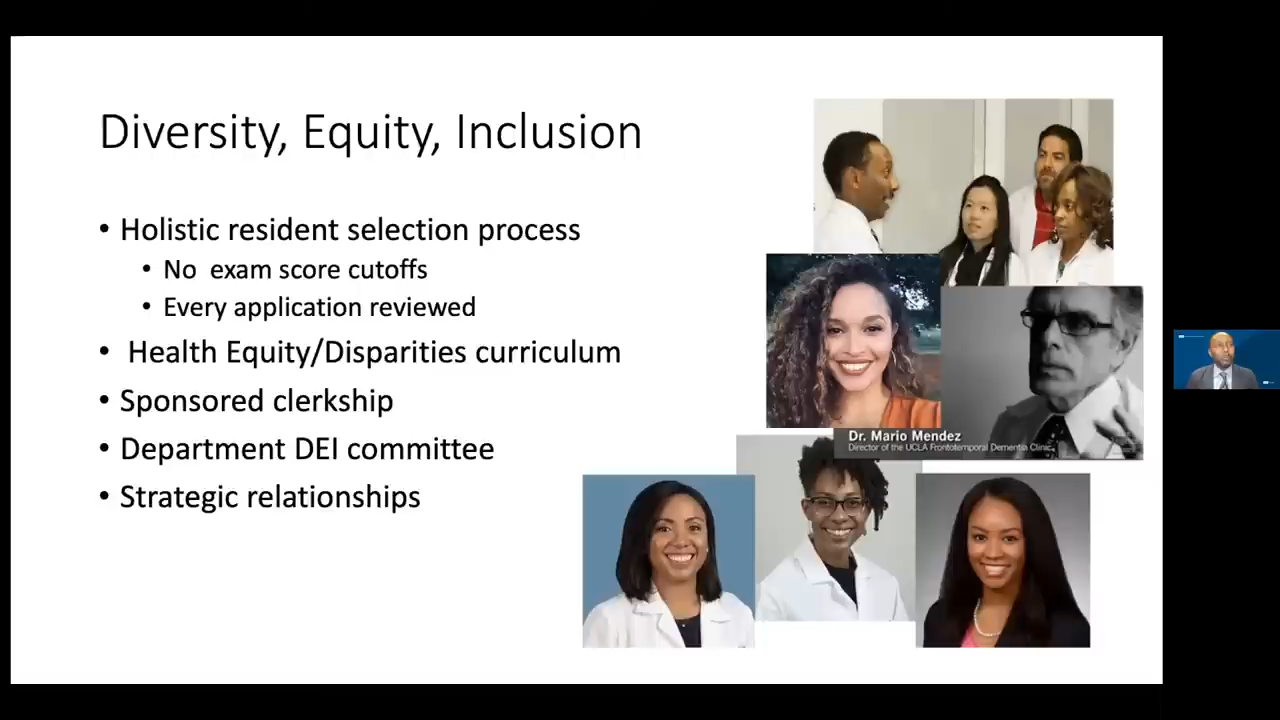 Diversity, Equity, Inclusion
• Holistic resident selection process
• No exam score cutoffs
• Every application reviewed
• Health Equity/Disparities curriculum
• Sponsored clerkship
• Department DEI committee
• Strategic relationships
Dr. Mario Mendez
Director of the UCLA Frontotemporal Dementia Clinic